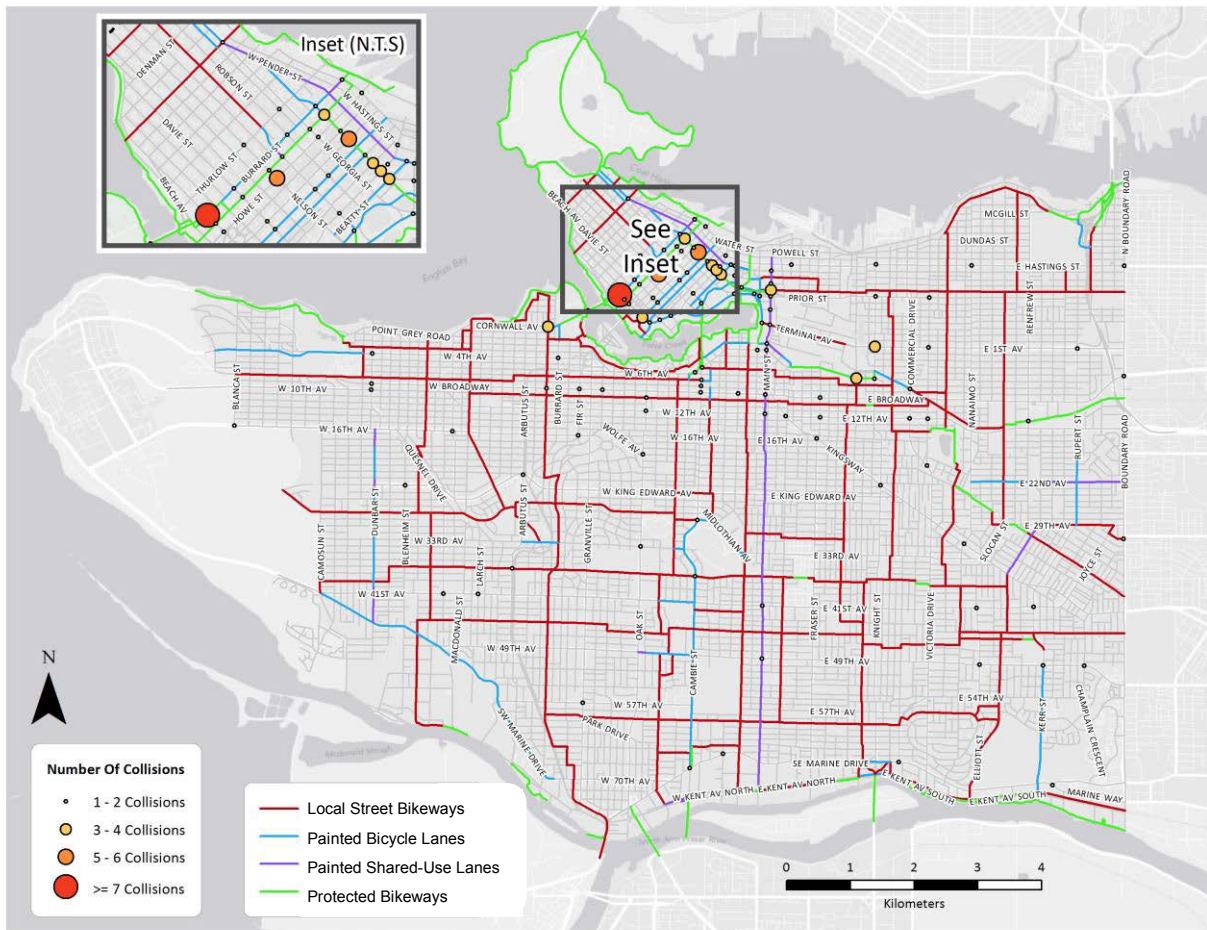 Inset (N.T.S)
DENMAN ST
W PENDER ST
ROBSON ST
W HASTINGS ST
DAVIE ST
THURLOW ST
BURRARD ST
W GEORGIA ST
BEACH AV
HOWE ST
NELSON ST
BEATTY ST
BEACH AV
DAVIE ST
See
Inset
WATER ST
POWELL ST
MCGILL ST
DUNDAS ST
N BOUNDARY ROAD
E HASTINGS ST
English Bay
PRIOR ST
RENFREW ST
COMMERCIAL DRIVE
CORNWALL AV
POINT GREY ROAD
TERMINAL AV
E 1ST AV
W 4TH AV
W 6TH AV
MAIN ST
BLANCA ST
W 10TH AV
W BROADWAY
E BROADWAY
NANAIMO ST
ARBUTUS ST
BURRARD ST
FIR ST
W 12TH AV
E 12TH AV
W 16TH AV
WOLFE AV
W 16TH AV
E 16TH AV
KINGSWAY
RUPERT ST
BOUNDARY ROAD
QUESNEL DRIVE
E 22ND AV
DUNBAR ST
ARBUTUS ST
W KING EDWARD AV
E KING EDWARD AV
BLENHEIM ST
GRANVILLE ST
MIDLOTHIAN AV
E 29TH AV
CAMOSUN ST
W 33RD AV
E 33RD AV
SLOCAN ST
JOYCE ST
LARCH ST
W 41ST AV
E 41ST AV
MACDONALD ST
OAK ST
FRASER ST
KNIGHT ST
VICTORIA DRIVE
W 49TH AV
E 49TH AV
CAMBIE ST
N
W 57TH AV
E 57TH AV
E 54TH AV
KERR ST
CHAMPLAIN CRESCENT
PARK DRIVE
SW MARINE DRIVE
ELLIOTT ST
SE MARINE DRIVE
W 70TH AV
E KENT AV SOUTH
W KENT AV NORTH
E KENT AV NORTH
E KENT AV SOUTH
MARINE WAY
Number Of Collisions
1 - 2 Collisions
3 - 4 Collisions
5 - 6 Collisions
>= 7 Collisions
Local Street Bikeways
Painted Bicycle Lanes
Painted Shared-Use Lanes
Protected Bikeways
0 1 2 3 4
Kilometers